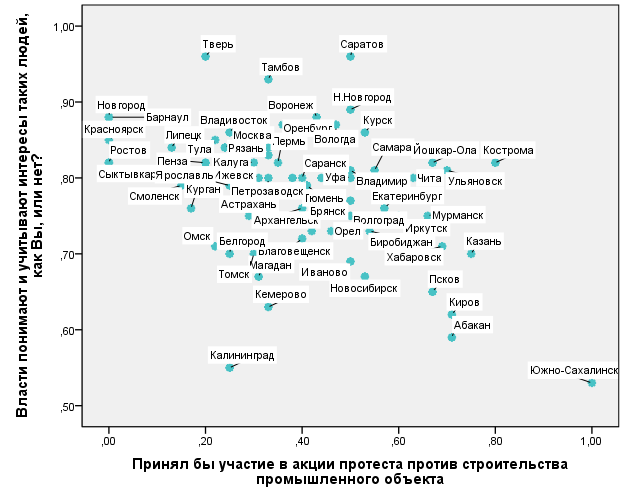 Власти понимают и учитывают интересы таких людей,
как Вы, или нет?
1,00
,90
,80
,70
,60
,50
Тверь
Саратов
Тамбов
Новгород
Воронеж
Н.Новгород
Барнаул
Владивосток
Курск
Красноярск
Липецк
Москва
Оренбург
Вологда
Ростов
Тула
Рязань
Пермь
Самара
Йошкар-Ола
Кострома
Пенза
Калуга
Саранск
Сыктывкар
Ярославль
Ижевск
Уфа
Владимир
Чита
Ульяновск
Смоленск
Курган
Петрозаводск
Тюмень
Екатеринбург
Астрахань
Брянск
Архангельск
Волгоград
Мурманск
Омск
Белгород
Орел
Иркутск
Биробиджан
Казань
Благовещенск
Хабаровск
Томск
Магадан
Иваново
Новосибирск
Псков
Кемерово
Киров
Абакан
Калининград
Южно-Сахалинск
,00
,20
,40
,60
,80
1,00
Принял бы участие в акции протеста против строительства
промышленного объекта